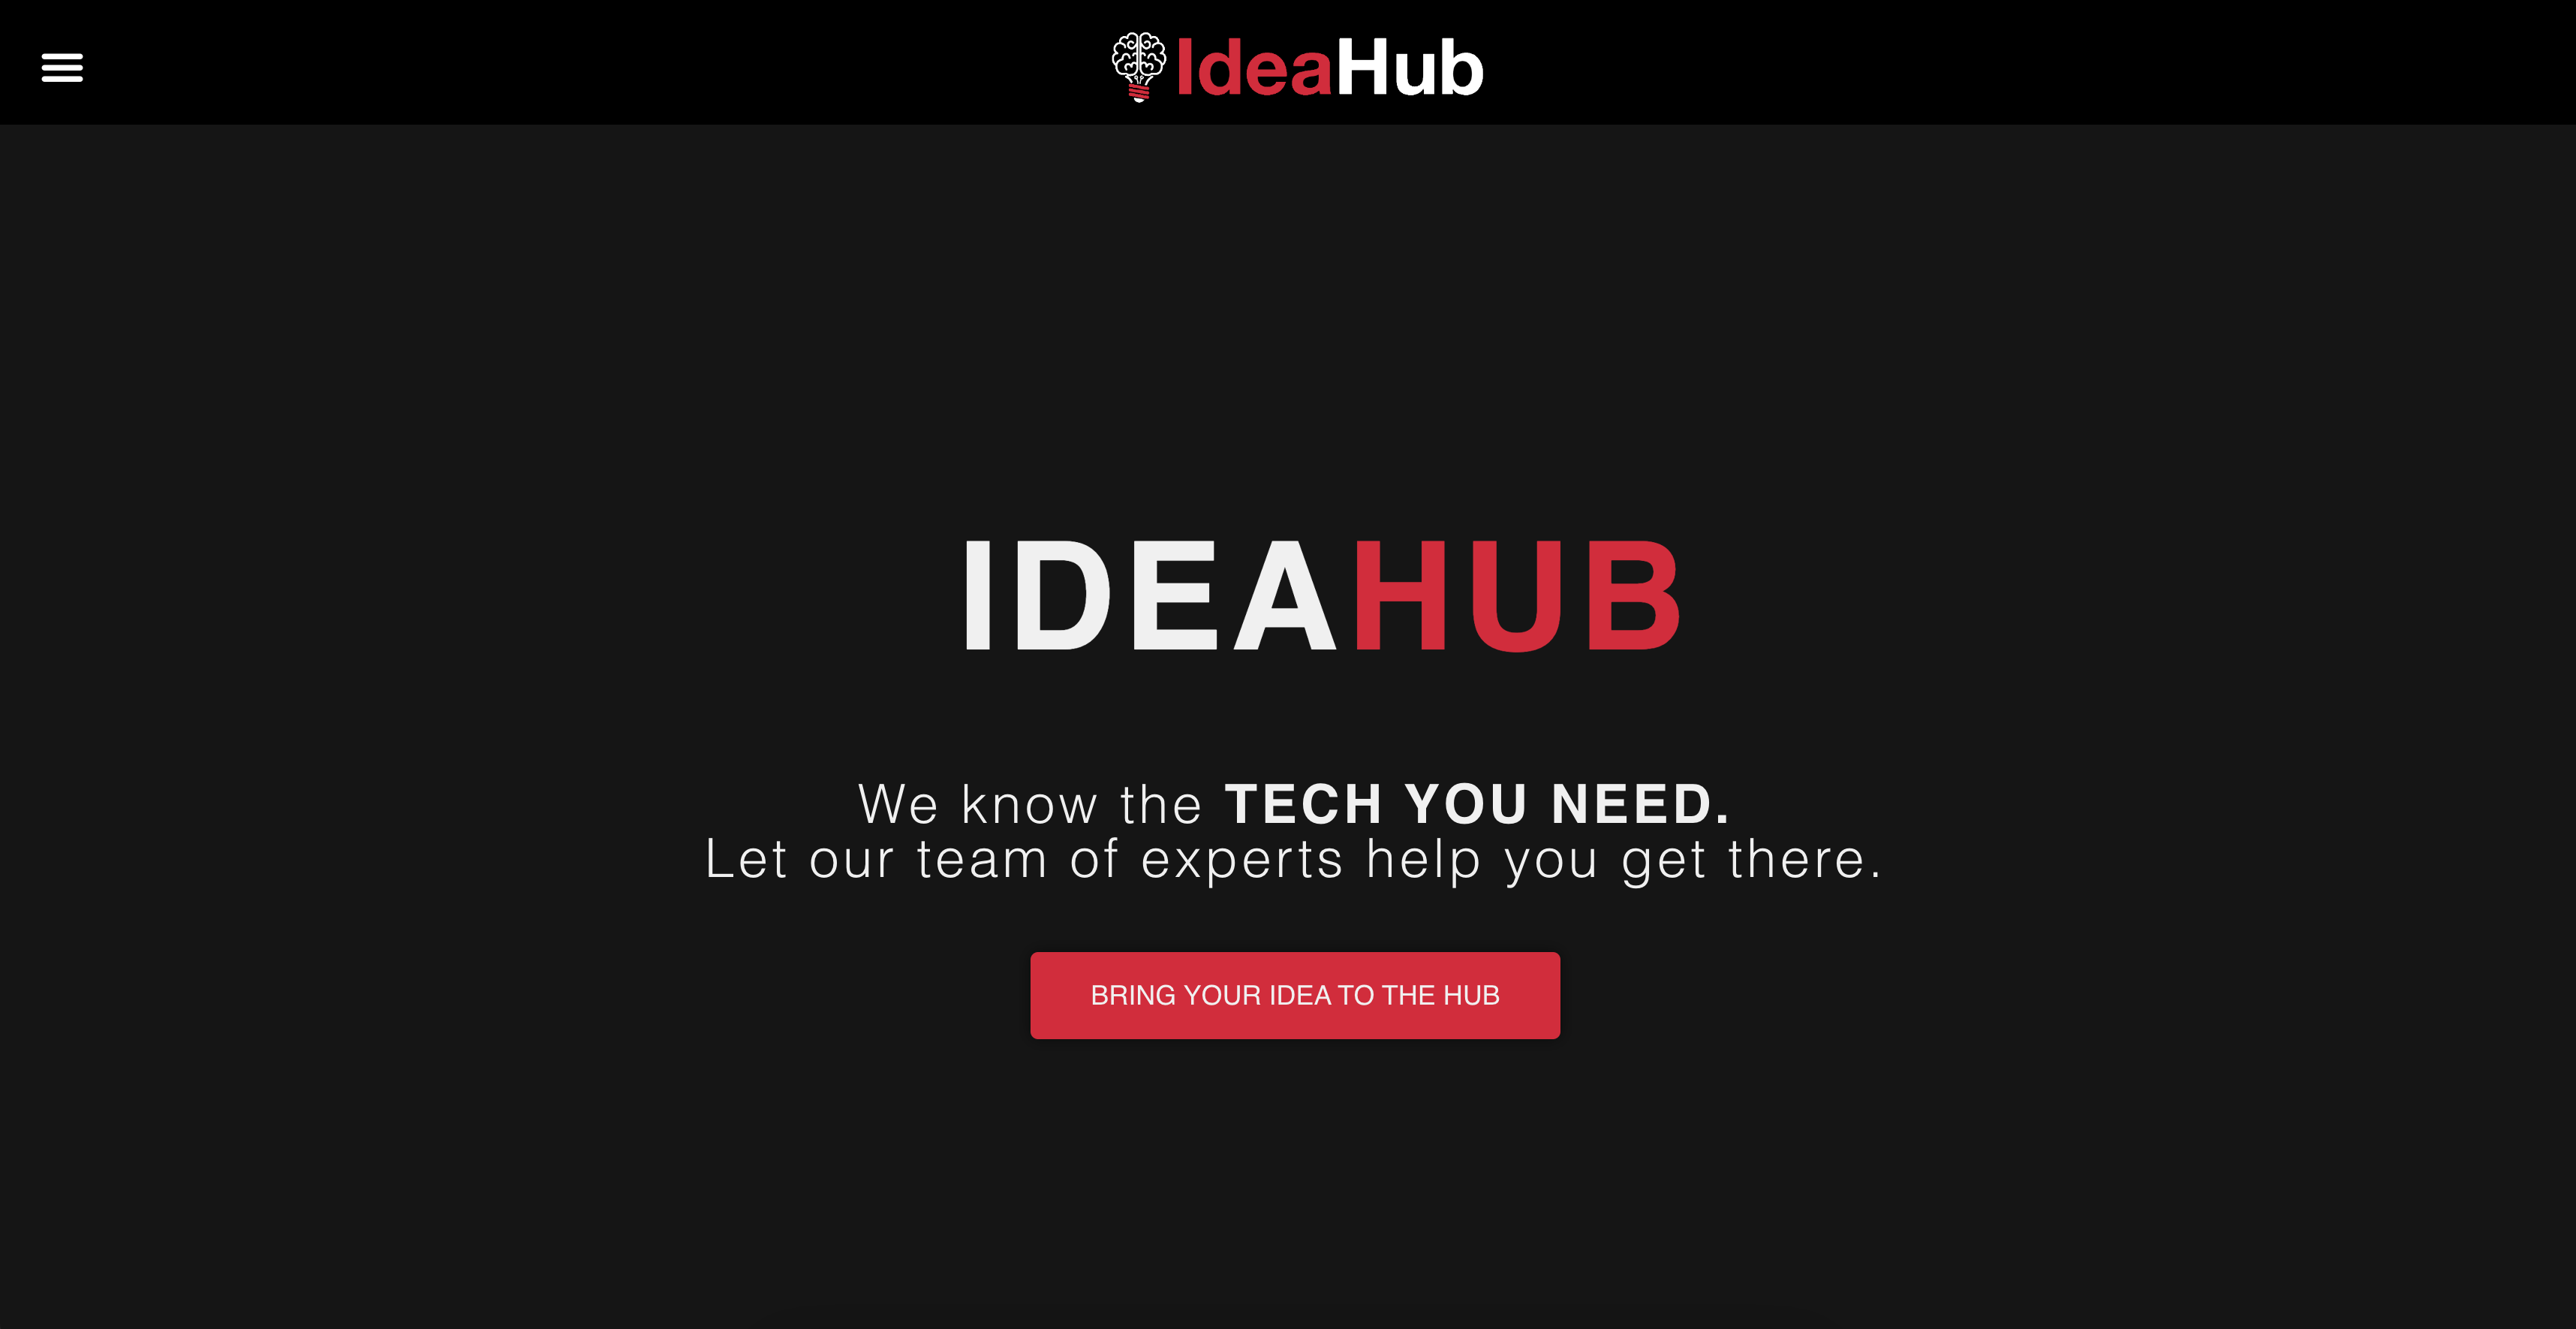 IdeaHub
IDEAHUB
We know the TECH YOU NEED.
Let our team of experts help you get there.
BRING YOUR IDEA TO THE HUB